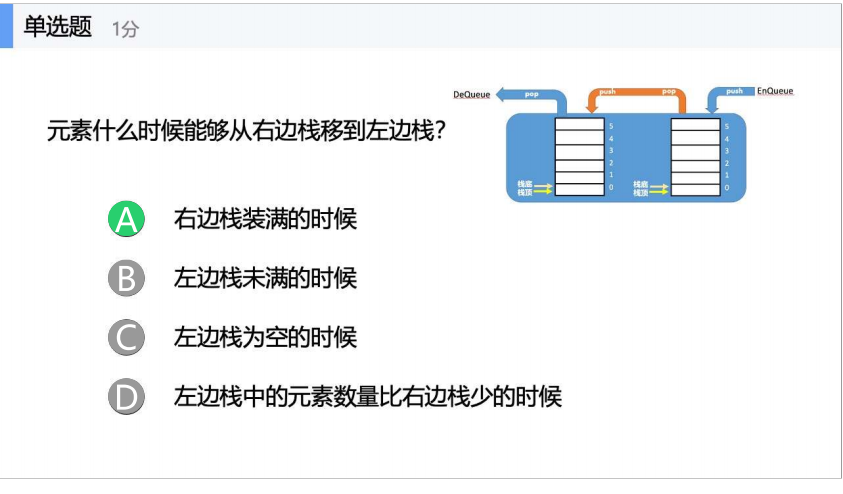 单选题 1分
DeQueue pop push pop push EnQueue
元素什么时候能够从右边栈移到左边栈?
5 5
4 4
3 3
2 2
1 1
栈底 栈底
栈顶 0 栈顶 0
A 右边栈装满的时候
B 左边栈未满的时候
C 左边栈为空的时候
D 左边栈中的元素数量比右边栈少的时候